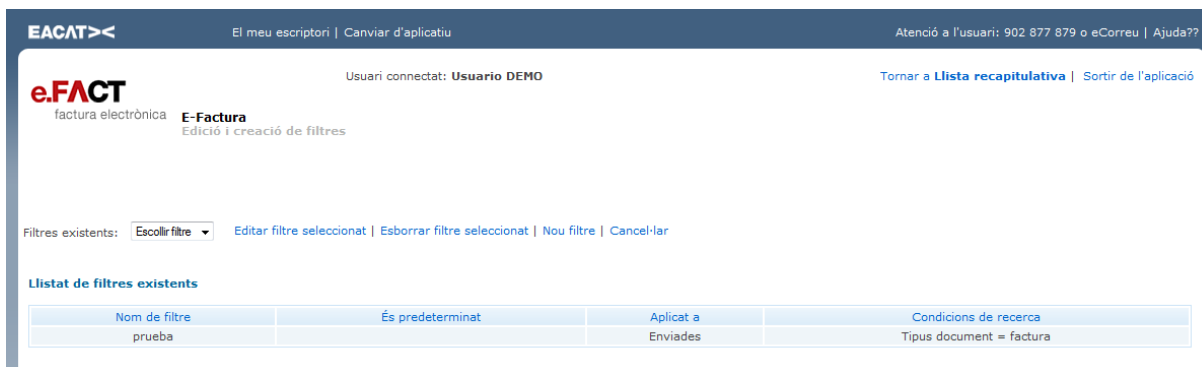 EACAT>< El meu escriptori | Canviar d'aplicatiu Atenció a l'usuari: 902 877 879 o eCorreu | Ajuda??
Usuari connectat: Usuario DEMO Tornar a Llista recapitulativa | Sortir de l'aplicació
e.FACT
factura electrònica E-Factura
Edició i creació de filtres
Filtres existents: Escollir filtre Editar filtre seleccionat | Esborrar filtre seleccionat | Nou filtre | Cancel·lar
Llistat de filtres existents
Nom de filtre És predeterminat Aplicat a Condicions de recerca
prueba Enviades Tipus document = factura